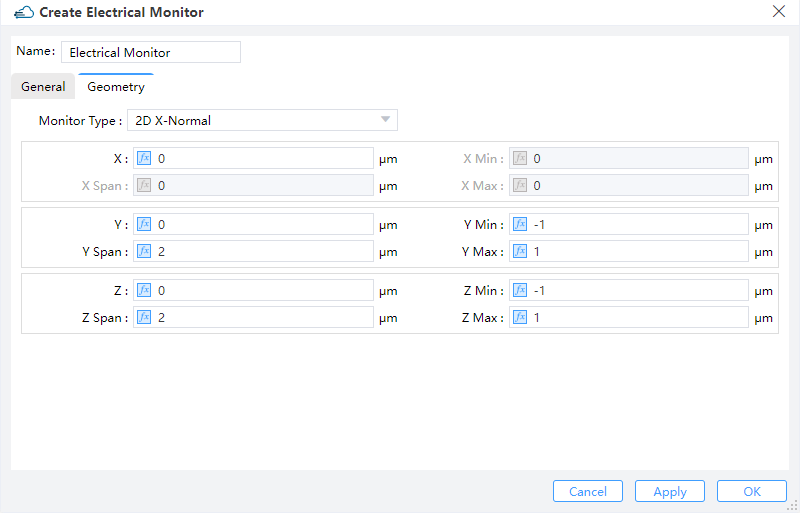 Create Electrical Monitor
Name: Electrical Monitor
General Geometry
Monitor Type : 2D X-Normal
X : fx 0 μm X Min : fx 0 μm
X Span : fx 0 μm X Max : fx 0 μm
Y : fx 0 μm Y Min : fx -1 μm
Y Span : fx 2 μm Y Max : fx 1 μm
Z : fx 0 μm Z Min : fx -1 μm
Z Span : fx 2 μm Z Max : fx 1 μm
Cancel Apply OK